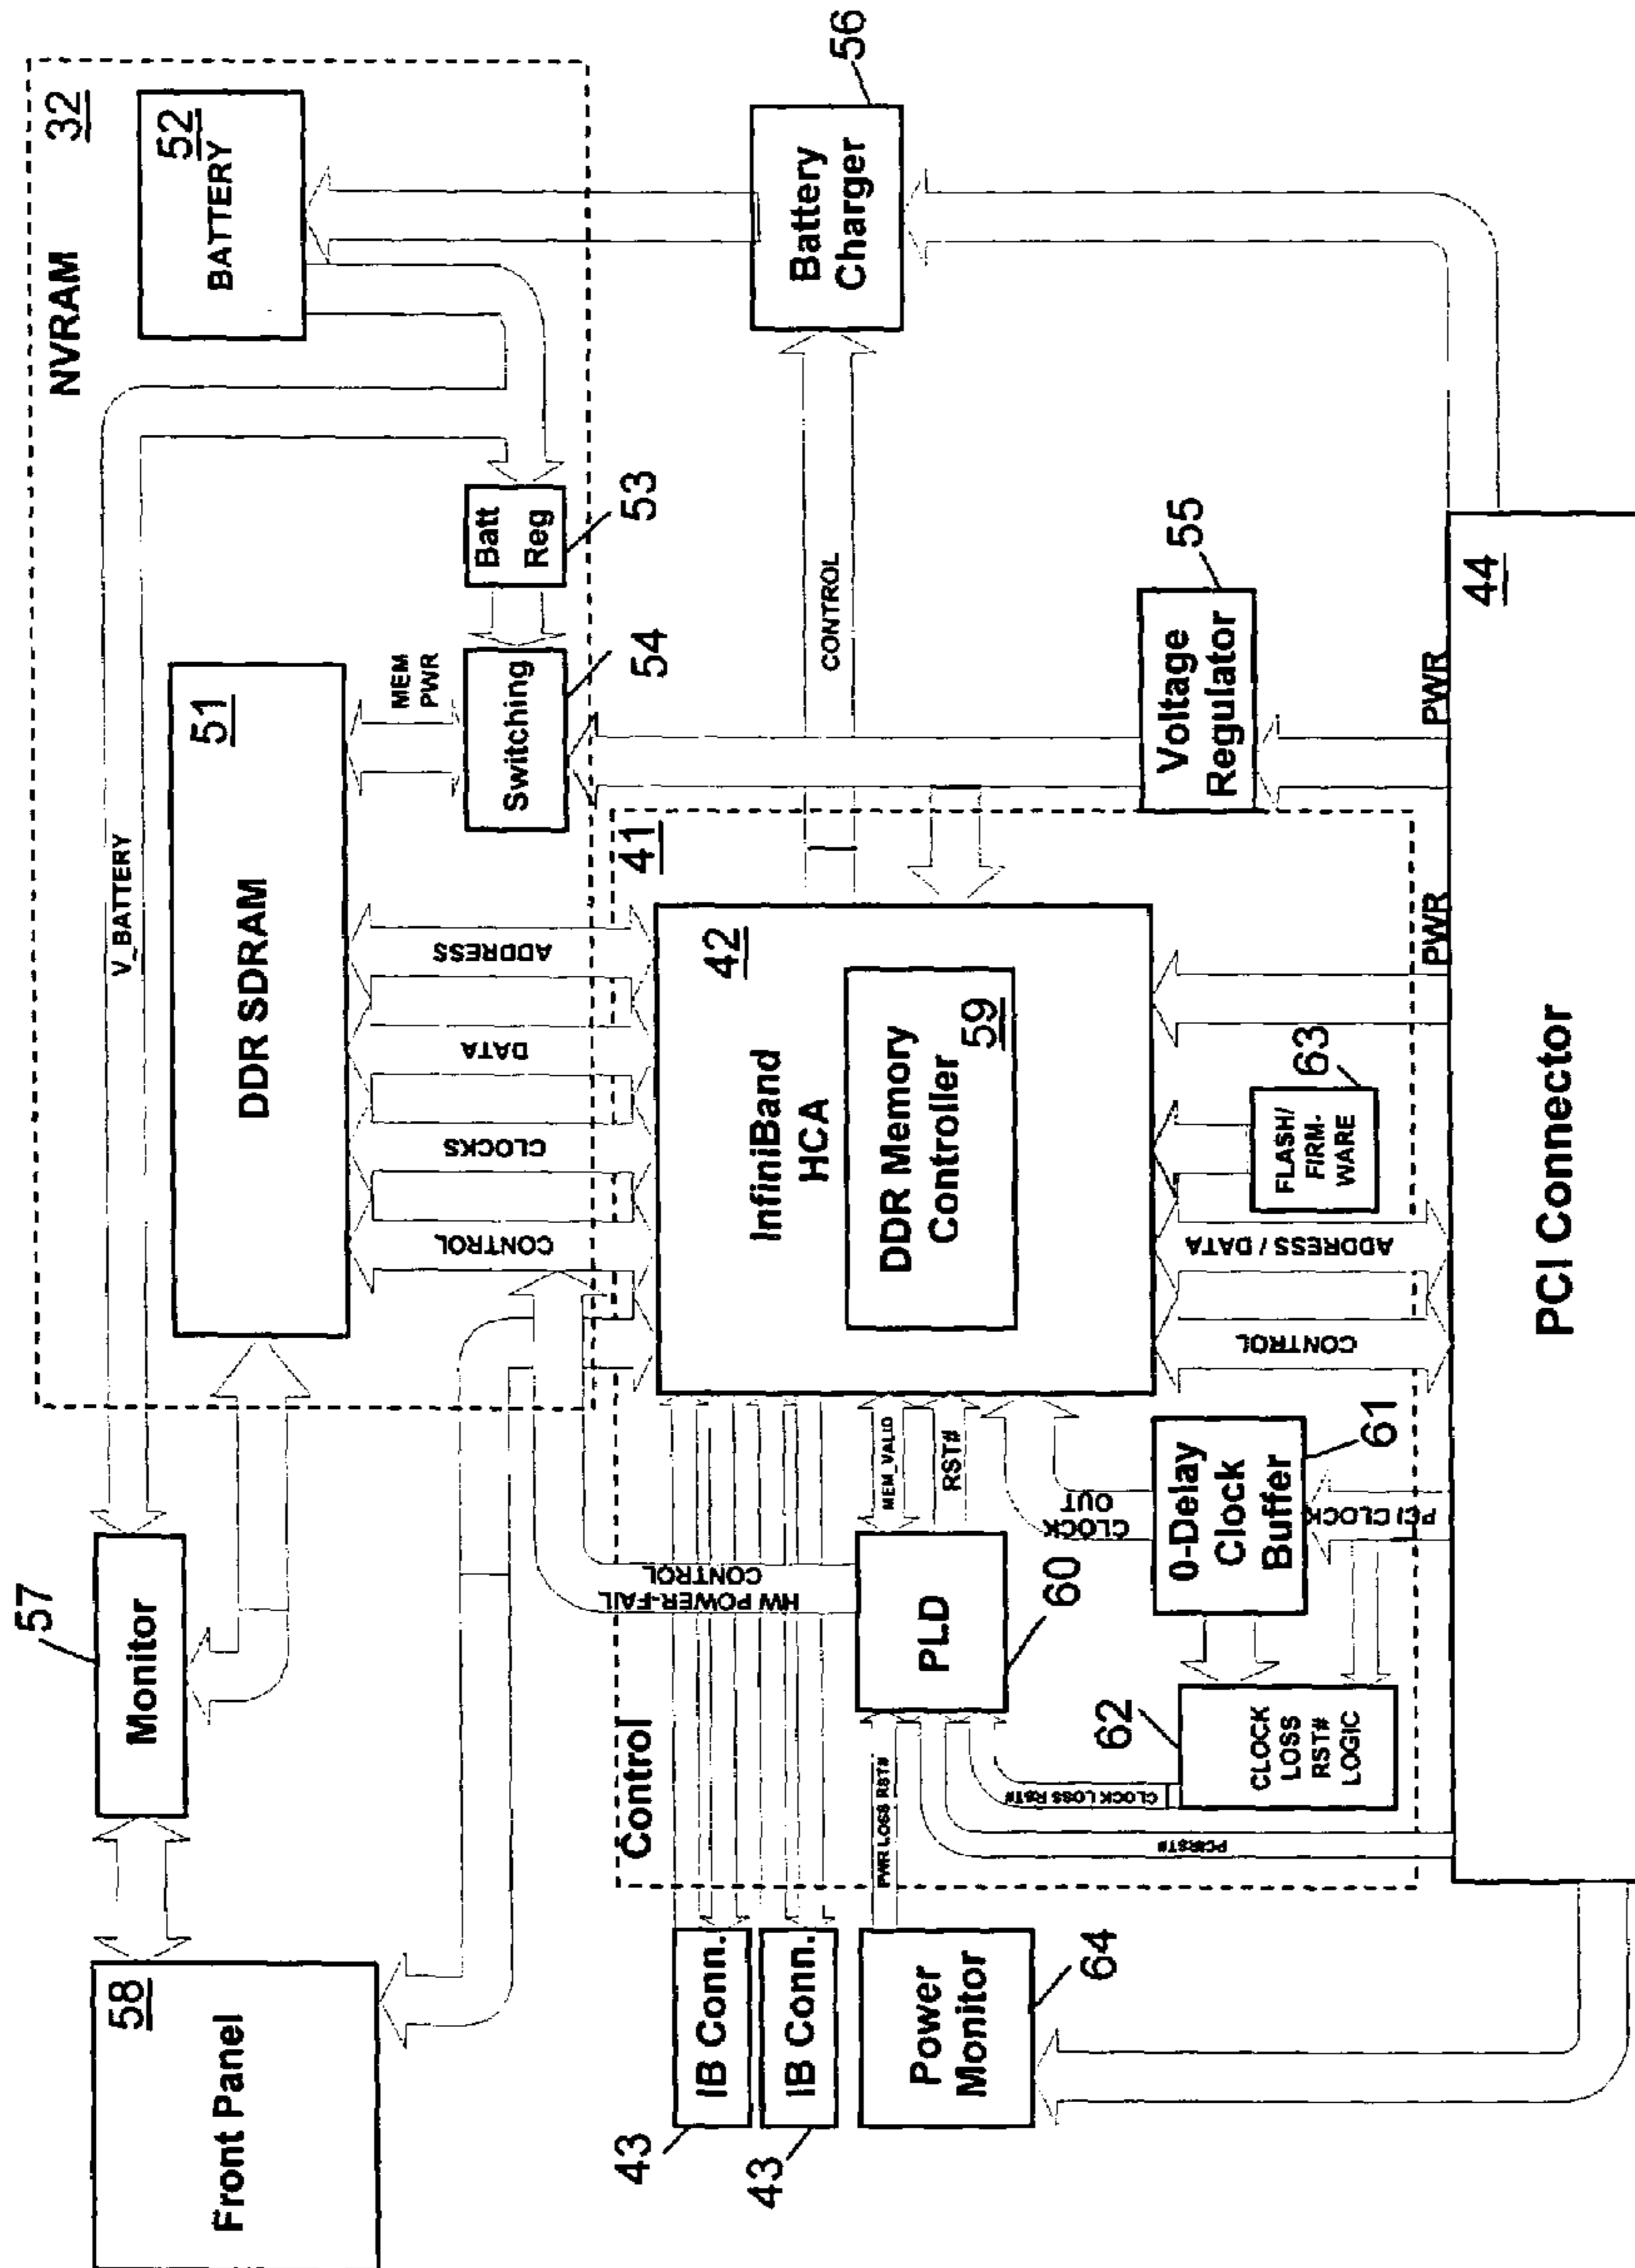 58
Front Panel
57
Monitor
V_BATTERY
NVRAM
32
51
DDR SDRAM
52
BATTERY
MEM
PWR
Batt
Reg
53
Switching
54
CONTROL
CLOCKS
DATA
ADDRESS
43
IB Conn.
43
IB Conn.
Control
41
42
InfiniBand
HCA
DDR Memory
Controller
59
HW POWER-FAIL
CONTROL
MEM_VALID
RST#
PLD
60
CLOCK
OUT
CONTROL
56
Battery
Charger
Power
Monitor
64
PWR LOSS RST#
CLOCK LOSS RST#
PCIRST#
62
CLOCK
LOSS
RST#
LOGIC
0-Delay
Clock
Buffer
61
PCI CLOCK
CONTROL
ADDRESS / DATA
FLASH/
FIRM-
WARE
63
Voltage
Regulator
55
PWR
PWR
44
PCI Connector